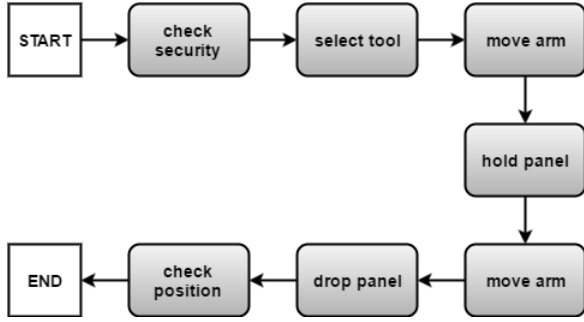 START
check
security
select tool
move arm
hold panel
move arm
drop panel
check
position
END